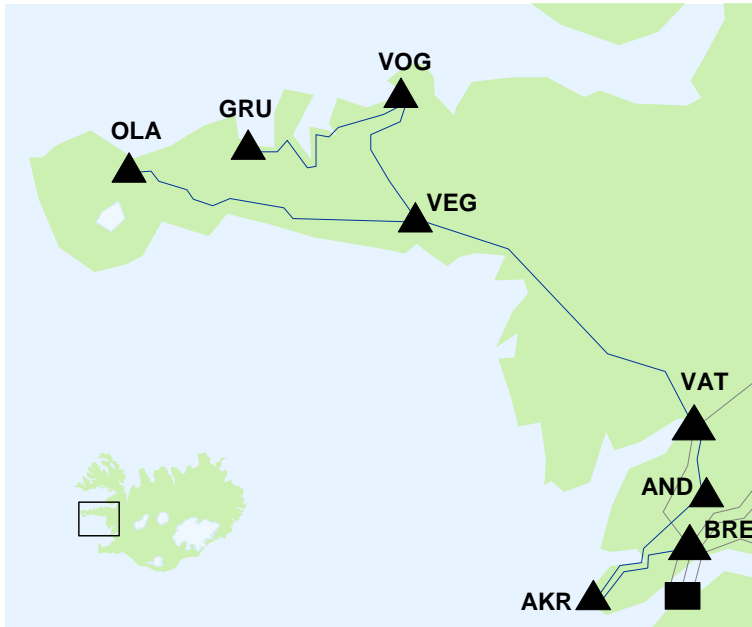 VOG
GRU
OLA
VEG
VAT
AND
BRE
AKR